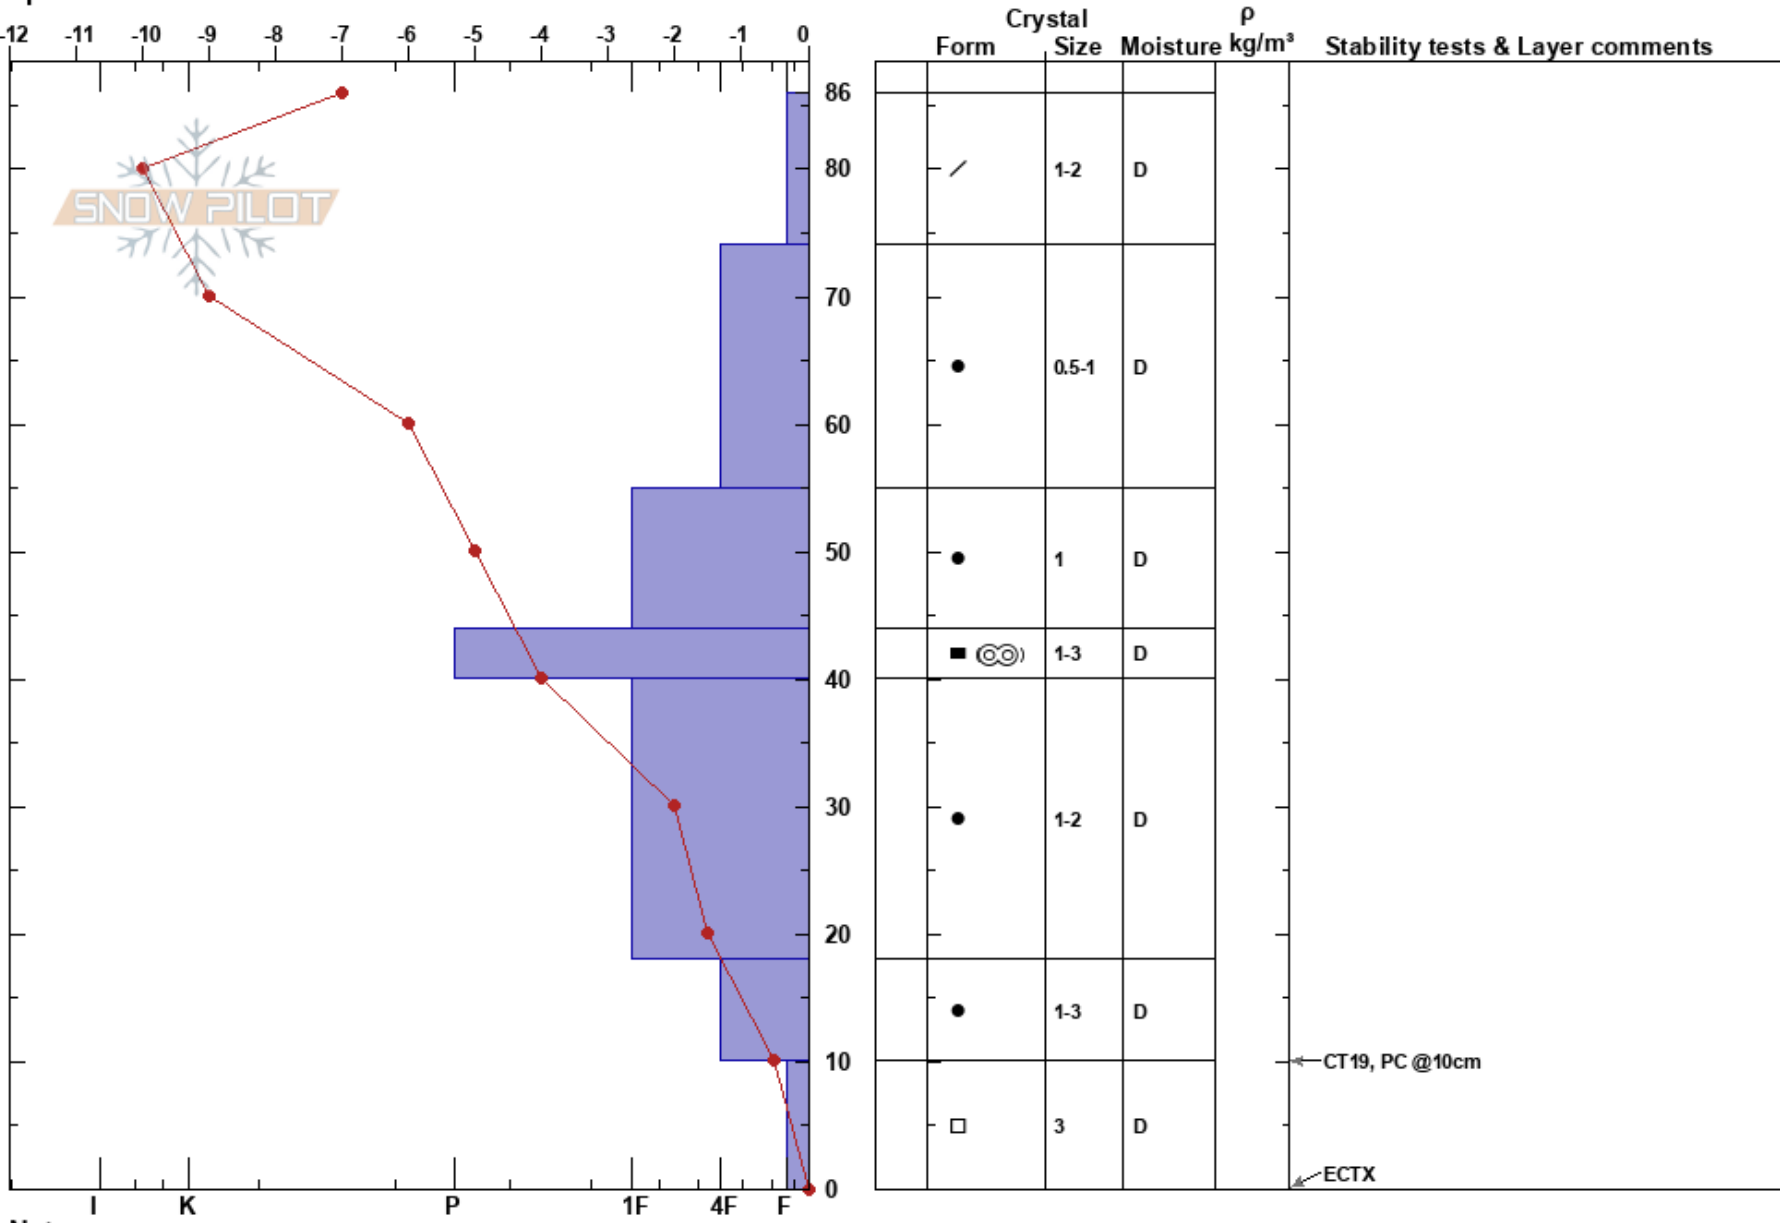 Crystal ρ
-12 -11 -10 -9 -8 -7 -6 -5 -4 -3 -2 -1 0 Form Size Moisture kg/m³ Stability tests & Layer comments
86
80 1-2 D
SNOW PILOT
70
0.5-1 D
60
50 1 D
1-3 D
40
30 1-2 D
20
1-3 D
10 CT19, PC @10cm
3 D
0 ECTX
I K P 1F 4F F